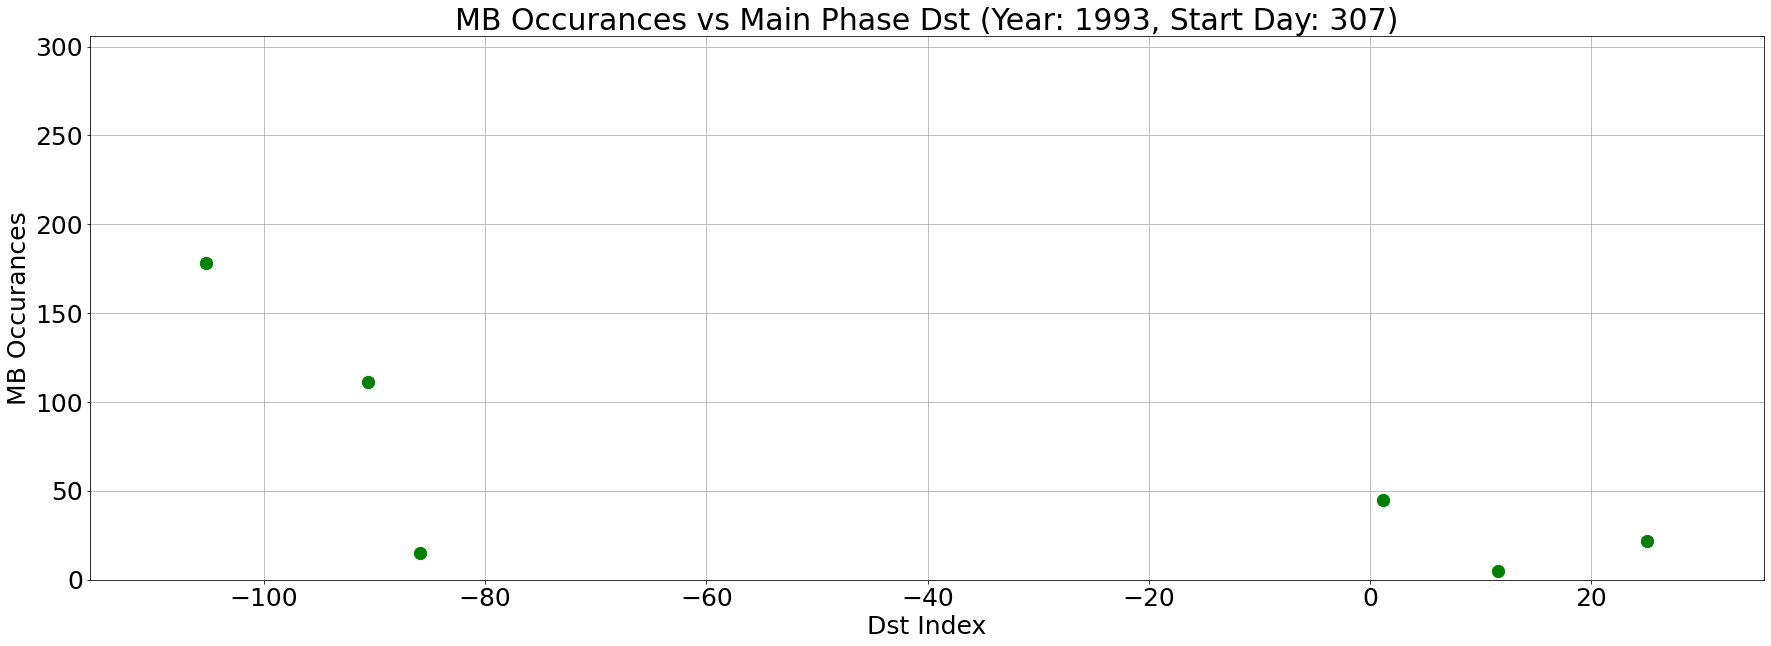 MB Occurances vs Main Phase Dst (Year: 1993, Start Day: 307)
300
250
200
150
100
50
0
MB Occurances
−100 −80 −60 −40 −20 0 20
Dst Index